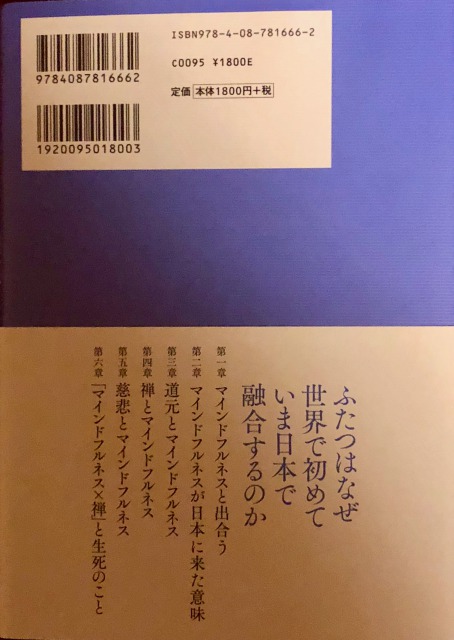 ISBN978-4-08-781666-2
C0095 ¥1800E
定価 本体1800円+税
9784087816662
1920095018003
ふたつはなぜ
世界で初めて
いま日本で
融合するのか
第一章 マインドフルネスと出合う
第二章 マインドフルネスが日本に来た意味
第三章 道元とマインドフルネス
第四章 禅とマインドフルネス
第五章 慈悲とマインドフルネス
第六章 「マインドフルネス×禅」と生死のこと